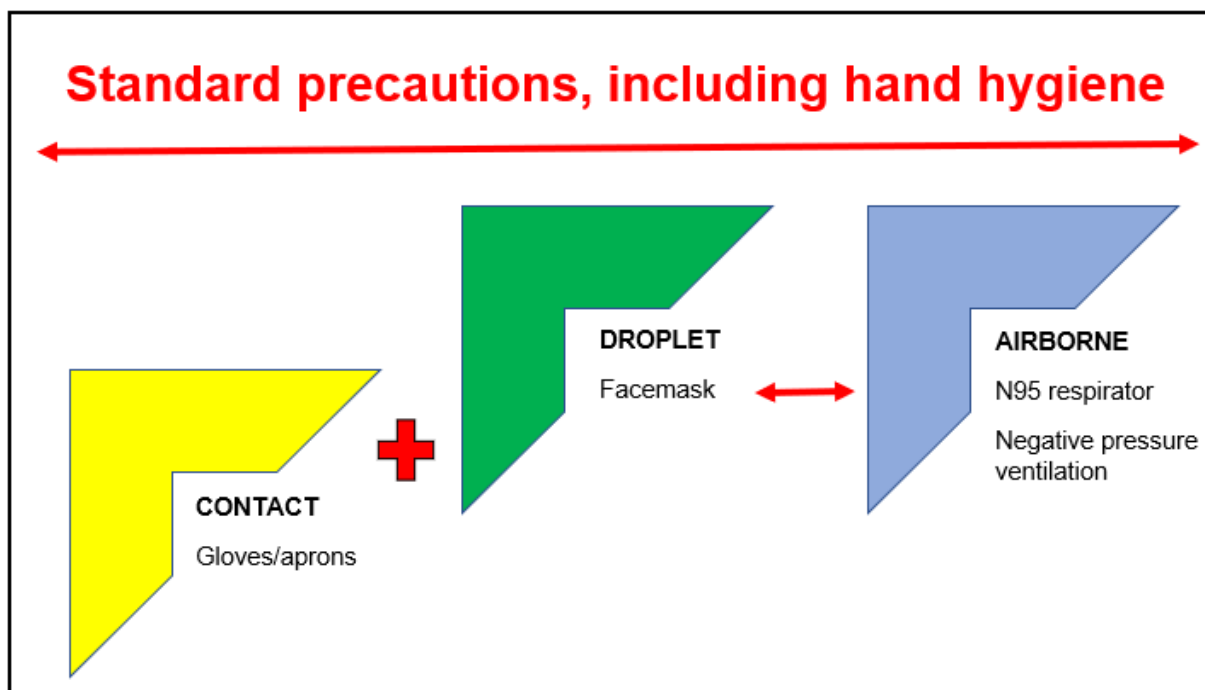 Standard precautions, including hand hygiene
CONTACT
Gloves/aprons
DROPLET
Facemask
AIRBORNE
N95 respirator
Negative pressure
ventilation